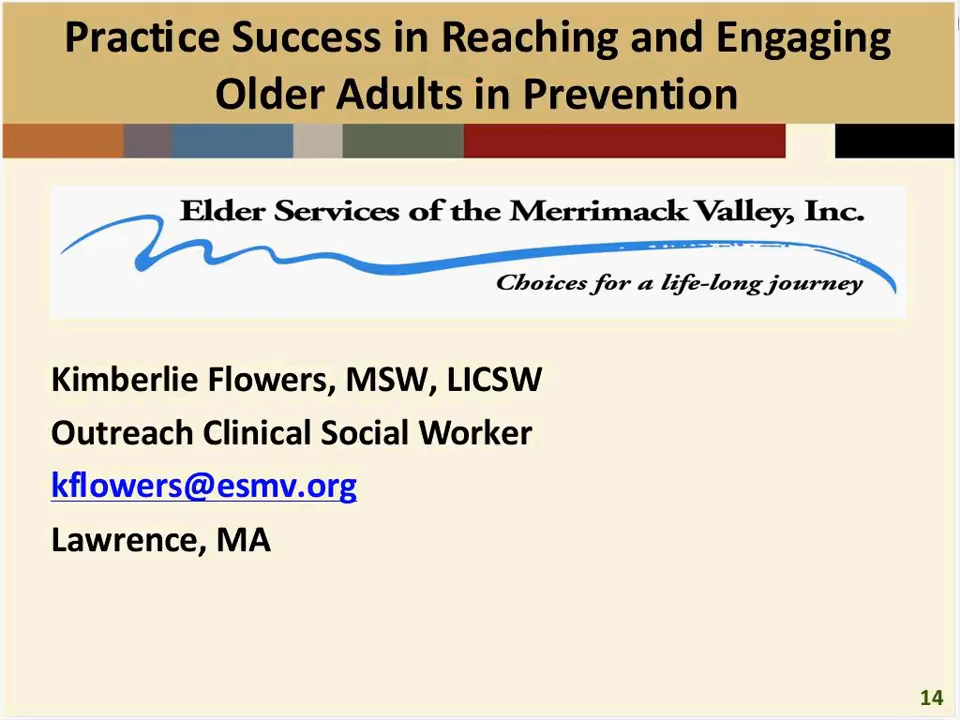 Practice Success in Reaching and Engaging
Older Adults in Prevention
Elder Services of the Merrimack Valley, Inc.
Choices for a life-long journey
Kimberlie Flowers, MSW, LICSW
Outreach Clinical Social Worker
kflowers@esmv.org
Lawrence, MA
14